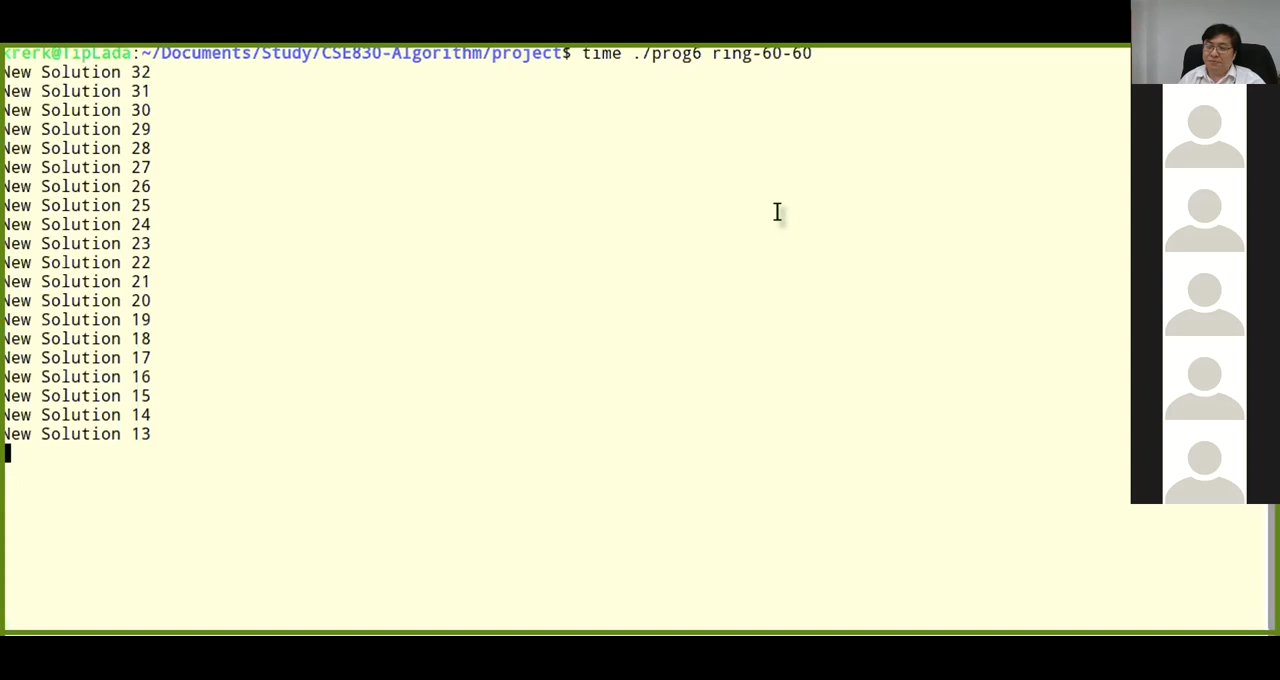 krerk@TipLada:~/Documents/Study/CSE830-Algorithm/project$ time ./prog6 ring-60-60
New Solution 32
New Solution 31
New Solution 30
New Solution 29
New Solution 28
New Solution 27
New Solution 26
New Solution 25
New Solution 24
New Solution 23
New Solution 22
New Solution 21
New Solution 20
New Solution 19
New Solution 18
New Solution 17
New Solution 16
New Solution 15
New Solution 14
New Solution 13